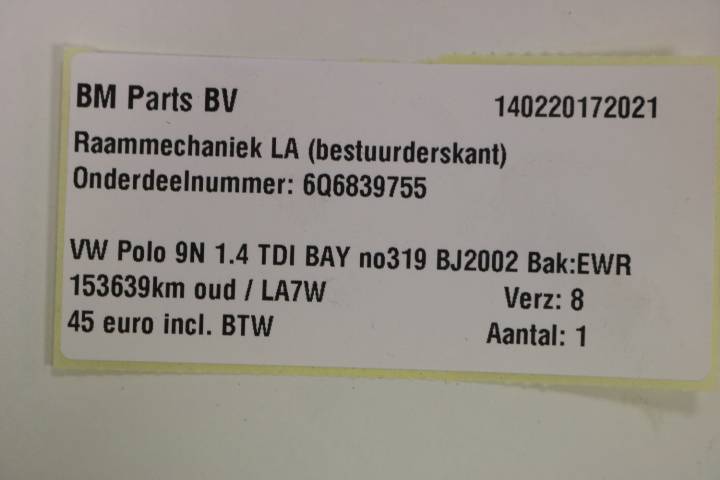 BM Parts BV 140220172021
Raammechaniek LA (bestuurderskant)
Onderdeelnummer: 6Q6839755
VW Polo 9N 1.4 TDI BAY no319 BJ2002 Bak:EWR
153639km oud / LA7W Verz: 8
45 euro incl. BTW Aantal: 1